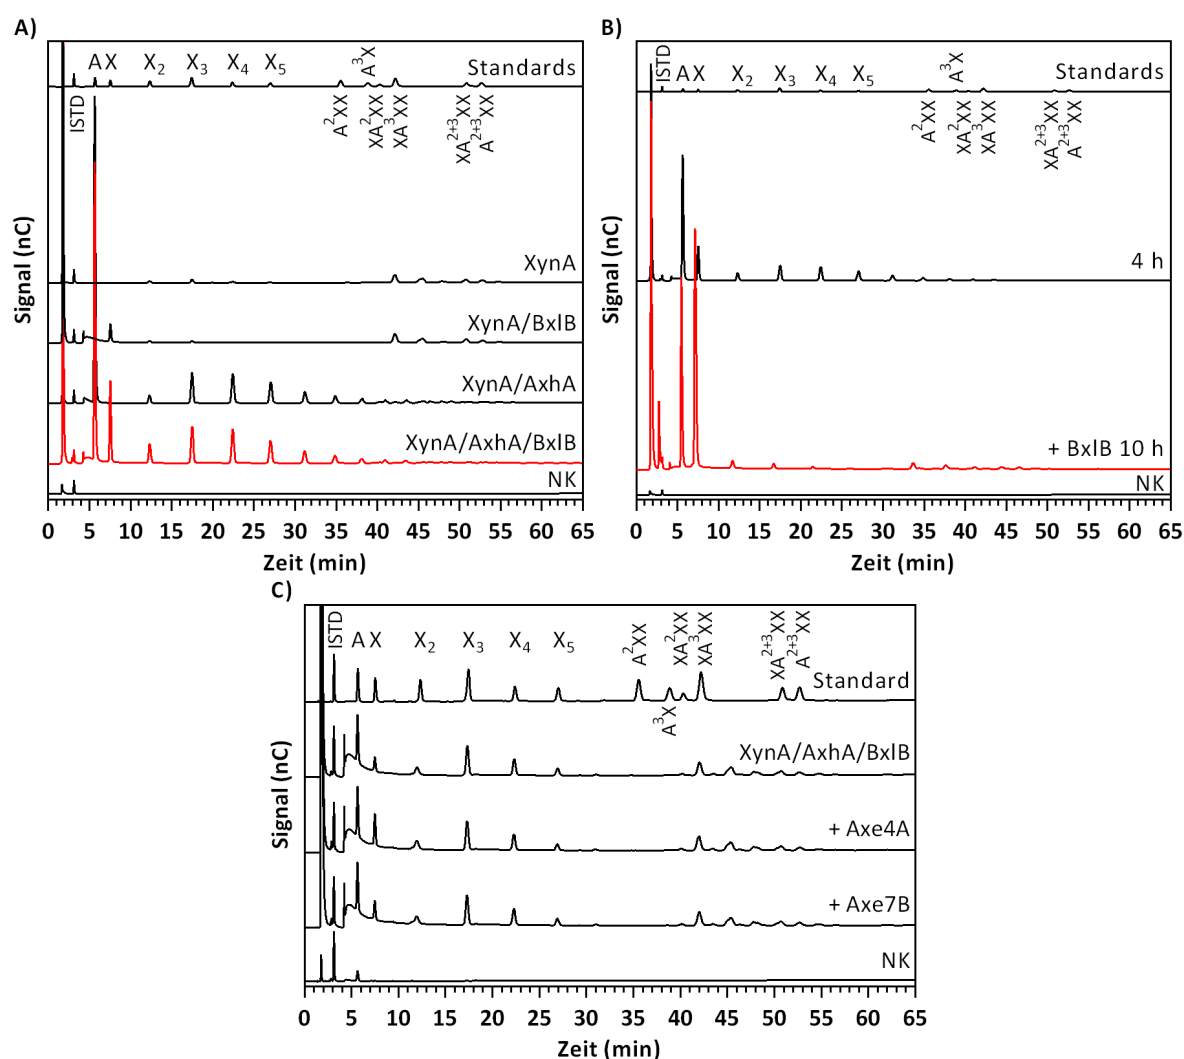 A)
ISTD
A X X₂ X₃ X₄ X₅
A³X
Standards
A²XX
XA²XX
XA³XX
XA²⁺³XX
A²⁺³XX
XynA
XynA/BxlB
XynA/AxhA
XynA/AxhA/BxlB
NK
Signal (nC)
0 5 10 15 20 25 30 35 40 45 50 55 60 65
Zeit (min)
B)
ISTD
A X X₂ X₃ X₄ X₅
A³X
Standards
A²XX
XA²XX
XA³XX
XA²⁺³XX
A²⁺³XX
4 h
+ BxlB 10 h
NK
Signal (nC)
0 5 10 15 20 25 30 35 40 45 50 55 60 65
Zeit (min)
C)
ISTD
A X X₂ X₃ X₄ X₅
A²XX
XA²XX
XA³XX
XA²⁺³XX
A²⁺³XX
Standard
A³X
XynA/AxhA/BxlB
+ Axe4A
+ Axe7B
NK
Signal (nC)
0 5 10 15 20 25 30 35 40 45 50 55 60 65
Zeit (min)